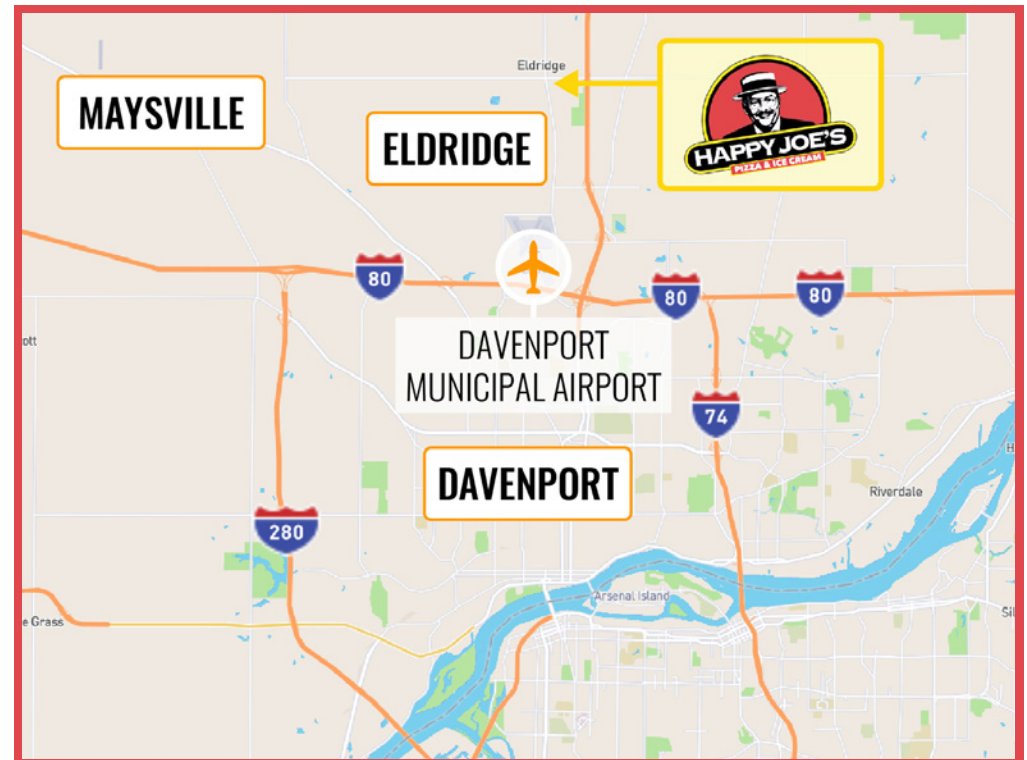 Eldridge
MAYSVILLE
ELDRIDGE
HAPPY JOE'S
PIZZA & ICE CREAM
80
80
80
DAVENPORT
MUNICIPAL AIRPORT
ott
74
DAVENPORT
Riverdale
H
280
Arsenal Island
e Grass
Sil